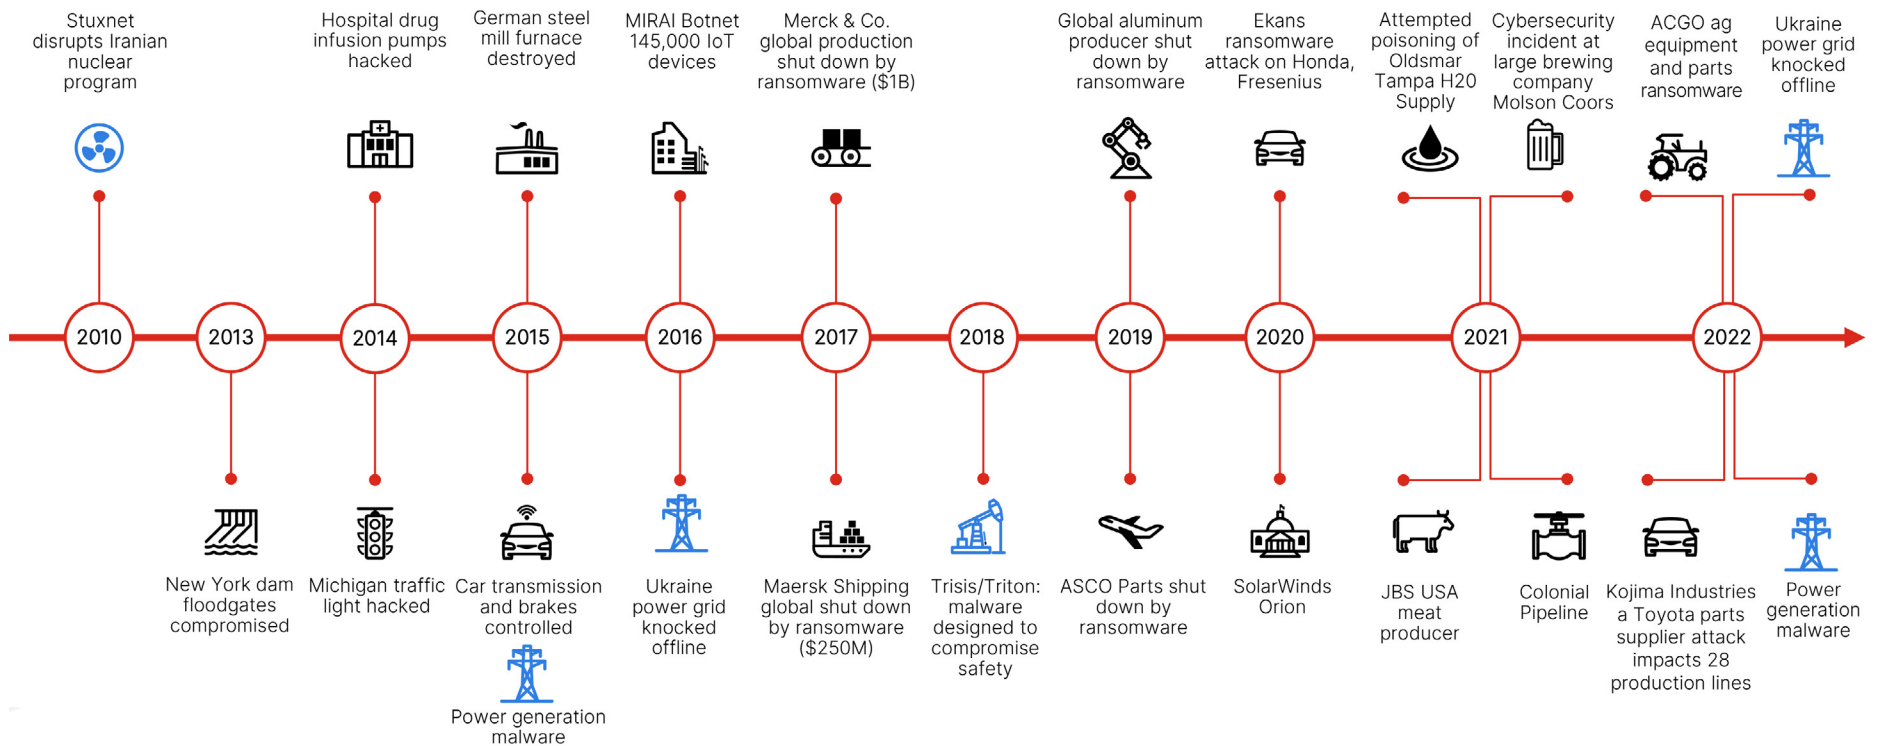 Stuxnet
disrupts Iranian
nuclear
program
Hospital drug
infusion pumps
hacked
German steel
mill furnace
destroyed
MIRAI Botnet
145,000 IoT
devices
Merck & Co.
global production
shut down by
ransomware ($1B)
Global aluminum
producer shut
down by
ransomware
Ekans
ransomware
attack on Honda,
Fresenius
Attempted
poisoning of
Oldsmar
Tampa H20
Supply
Cybersecurity
incident at
large brewing
company
Molson Coors
ACGO ag
equipment
and parts
ransomware
Ukraine
power grid
knocked
offline
2010
2013
2014
2015
2016
2017
2018
2019
2020
2021
2022
New York dam
floodgates
compromised
Michigan traffic
light hacked
Car transmission
and brakes
controlled
Power generation
malware
Ukraine
power grid
knocked
offline
Maersk Shipping
global shut down
by ransomware
($250M)
Trisis/Triton:
malware
designed to
compromise
safety
ASCO Parts shut
down by
ransomware
SolarWinds
Orion
JBS USA
meat
producer
Colonial
Pipeline
Kojima Industries
a Toyota parts
supplier attack
impacts 28
production lines
Power
generation
malware